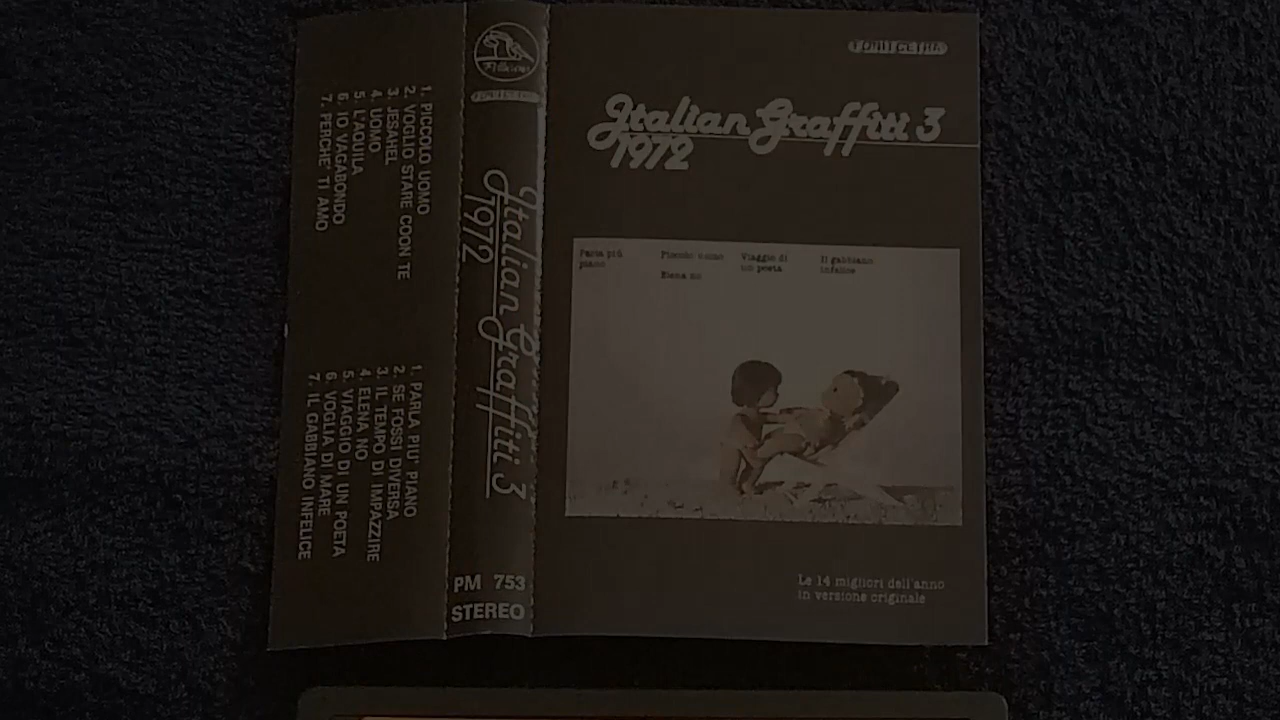 1. PICCOLO UOMO
2. VOGLIO STARE COON TE
3. JESAHEL
4. UOMO
5. L'AQUILA
6. IO VAGABONDO
7. PERCHE' TI AMO
1. PARLA PIU' PIANO
2. SE FOSSI DIVERSA
3. IL TEMPO DI IMPAZZIRE
4. ELENA NO
5. VIAGGIO DI UN POETA
6. VOGLIA DI MARE
7. IL GABBIANO INFELICE
Italian Graffiti 3
1972
PM 753
STEREO
FONIT CETRA
Italian Graffiti 3
1972
Parla più
piano
Piccolo uomo
Elena no
Viaggio di
un poeta
Il gabbiano
infelice
Le 14 migliori dell'anno
in versione originale